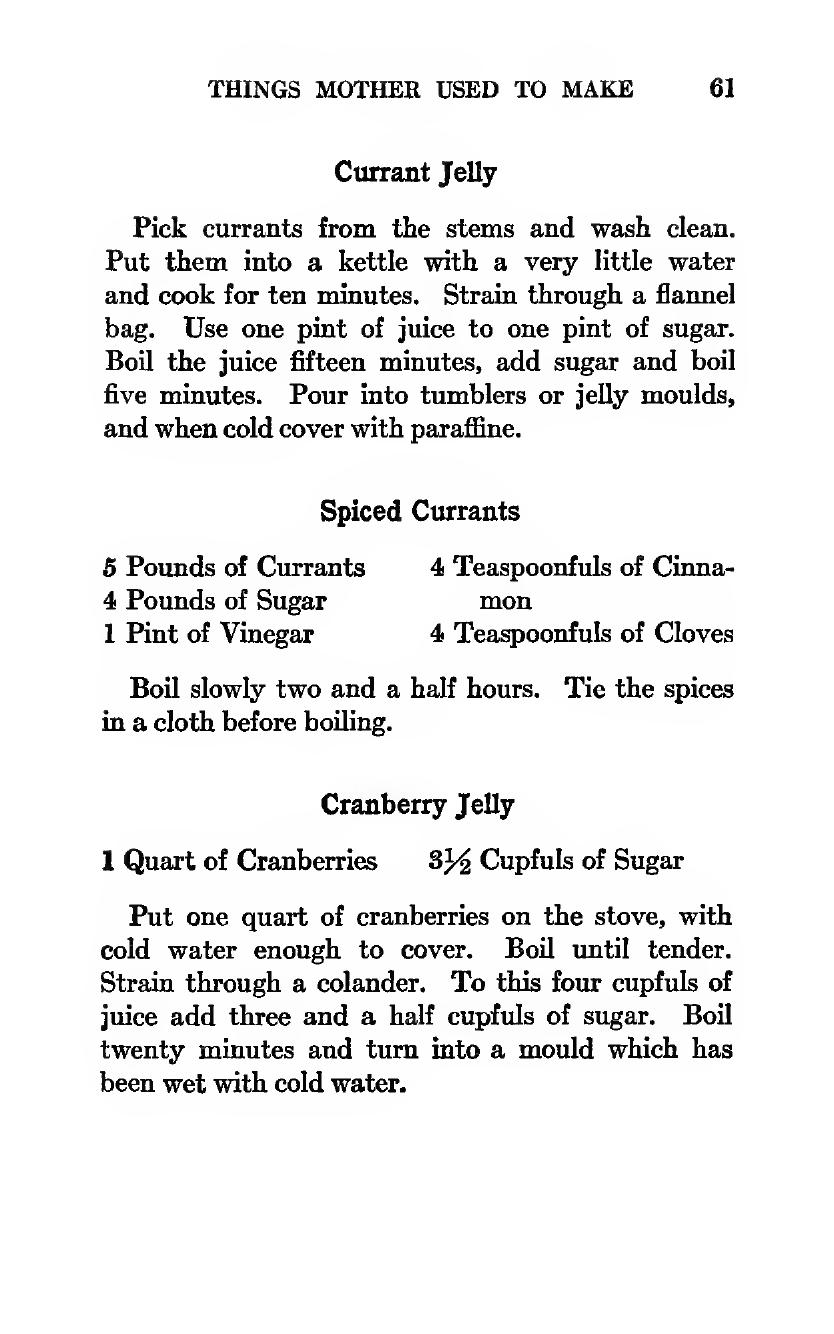 THINGS MOTHER USED TO MAKE 61
Currant Jelly
Pick currants from the stems and wash clean.
Put them into a kettle with a very little water
and cook for ten minutes. Strain through a flannel
bag. Use one pint of juice to one pint of sugar.
Boil the juice fifteen minutes, add sugar and boil
five minutes. Pour into tumblers or jelly moulds,
and when cold cover with paraffine.
Spiced Currants
5 Pounds of Currants
4 Pounds of Sugar
1 Pint of Vinegar
4 Teaspoonfuls of Cinna-
mon
4 Teaspoonfuls of Cloves
Boil slowly two and a half hours. Tie the spices
in a cloth before boiling.
Cranberry Jelly
1 Quart of Cranberries 3½ Cupfuls of Sugar
Put one quart of cranberries on the stove, with
cold water enough to cover. Boil until tender.
Strain through a colander. To this four cupfuls of
juice add three and a half cupfuls of sugar. Boil
twenty minutes and turn into a mould which has
been wet with cold water.